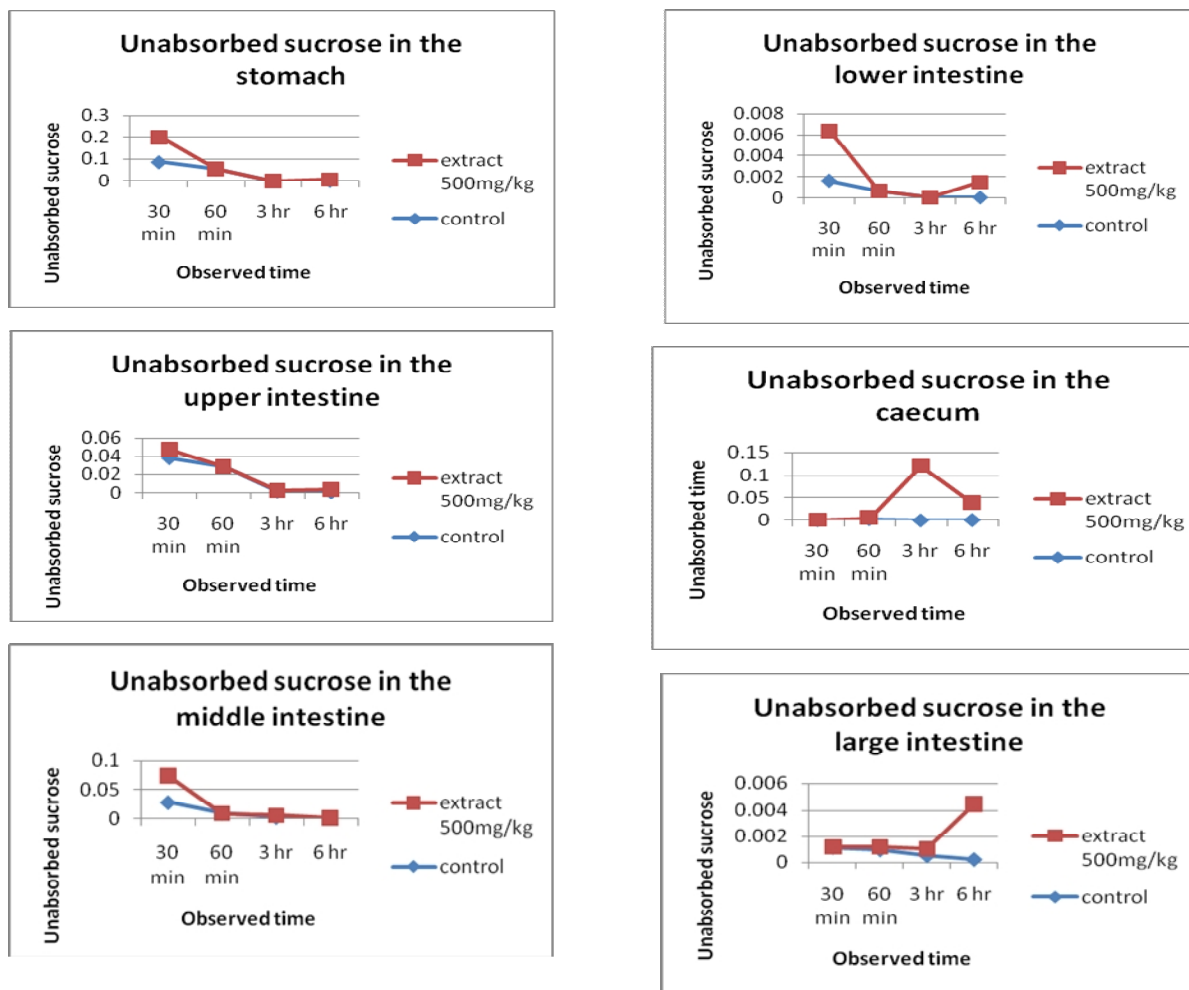 Unabsorbed sucrose in the
stomach
Unabsorbed sucrose
0.3
0.2
0.1
0
30
min
60
min
3 hr
6 hr
Observed time
extract
500mg/kg
control
Unabsorbed sucrose in the
upper intestine
Unabsorbed sucrose
0.06
0.04
0.02
0
30
min
60
min
3 hr
6 hr
Observed time
extract
500mg/kg
control
Unabsorbed sucrose in the
middle intestine
Unabsorbed sucrose
0.1
0.05
0
30
min
60
min
3 hr
6 hr
Observed time
extract
500mg/kg
control
Unabsorbed sucrose in the
lower intestine
Unabsorbed sucrose
0.008
0.006
0.004
0.002
0
30
min
60
min
3 hr
6 hr
Observed time
extract
500mg/kg
control
Unabsorbed sucrose in the
caecum
Unabsorbed time
0.15
0.1
0.05
0
30
min
60
min
3 hr
6 hr
Observed time
extract
500mg/kg
control
Unabsorbed sucrose in the
large intestine
Unabsorbed sucrose
0.006
0.004
0.002
0
30
min
60
min
3 hr
6 hr
Observed time
extract
500mg/kg
control